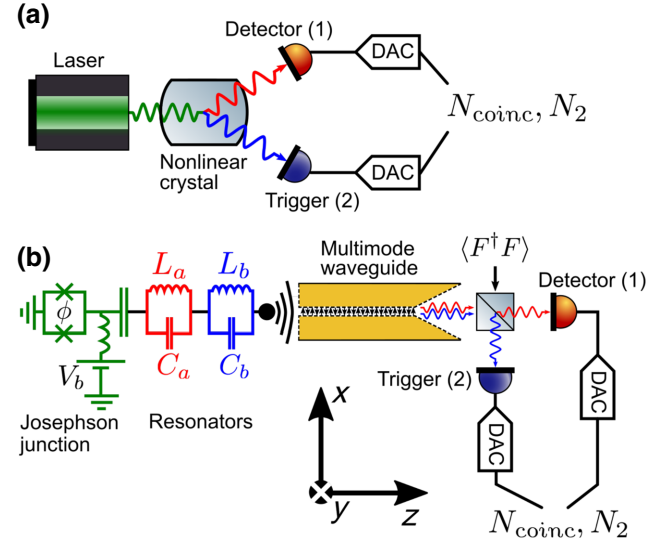 (a)
Laser
Nonlinear
crystal
Detector (1)
DAC
Trigger (2)
DAC
N_coinc, N_2
(b)
L_a
L_b
ϕ
C_a
C_b
V_b
Josephson
junction
Resonators
Multimode
waveguide
⟨F†F⟩
Detector (1)
Trigger (2)
DAC
DAC
x
y
z
N_coinc, N_2